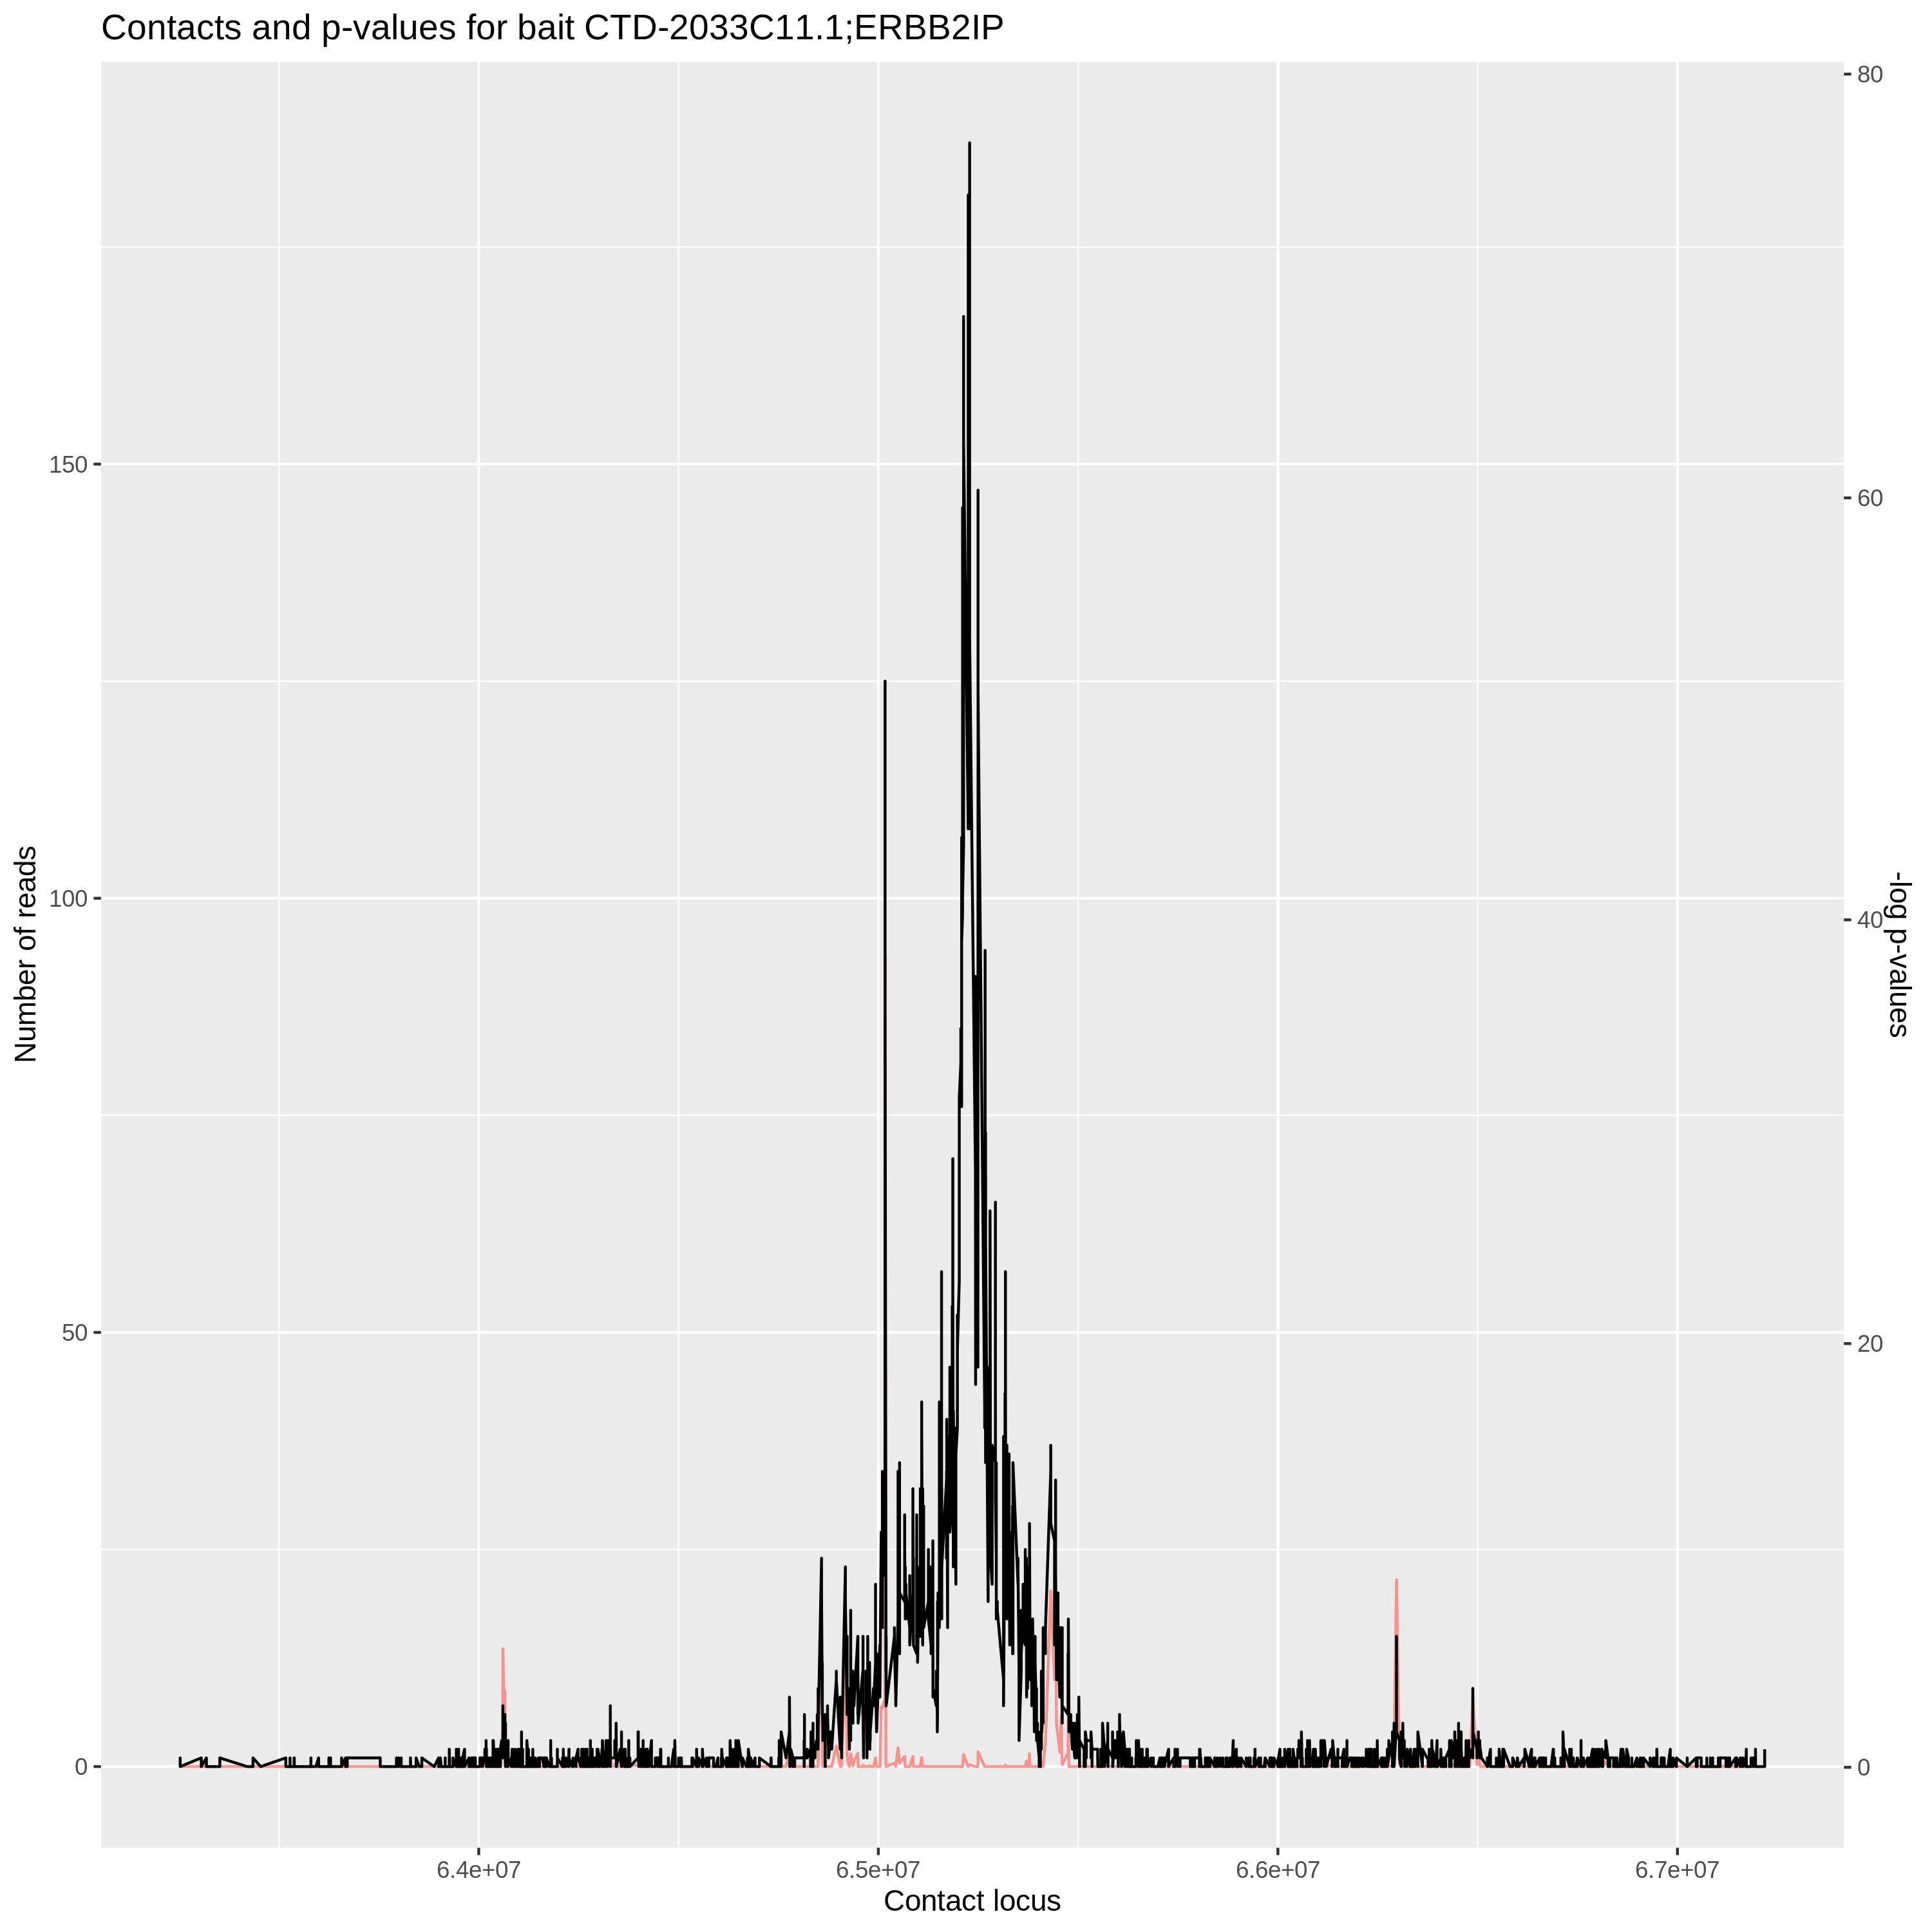 Contacts and p-values for bait CTD-2033C11.1;ERBB2IP
Number of reads
150
100
50
0
80
60
40
20
0
-log p-values
6.4e+07 6.5e+07 6.6e+07 6.7e+07
Contact locus